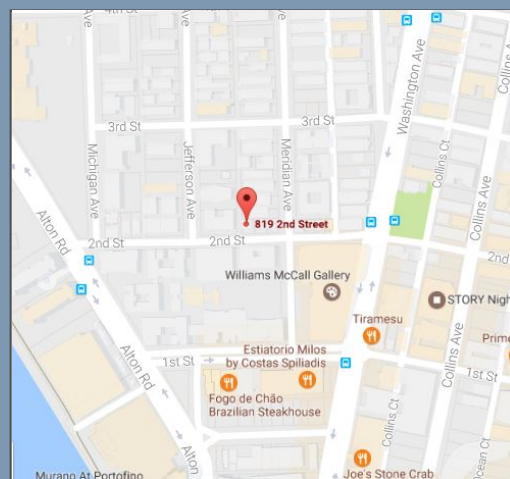 4th St
3rd St
3rd St
Washington Ave
Collins Ct
Collins Ave
Michigan Ave
Jefferson Ave
Meridian Ave
819 2nd Street
Alton Rd
2nd St
2nd St
2nd
Collins Ave
Williams McCall Gallery
STORY Nigh
Tiramesu
Prime
Estiatorio Milos
by Costas Spiliadis
1st St
1st St
Alton Rd
Fogo de Chão
Brazilian Steakhouse
Collins Ct
Ocean Ct
Alton
Murano At Portofino
Joe's Stone Crab